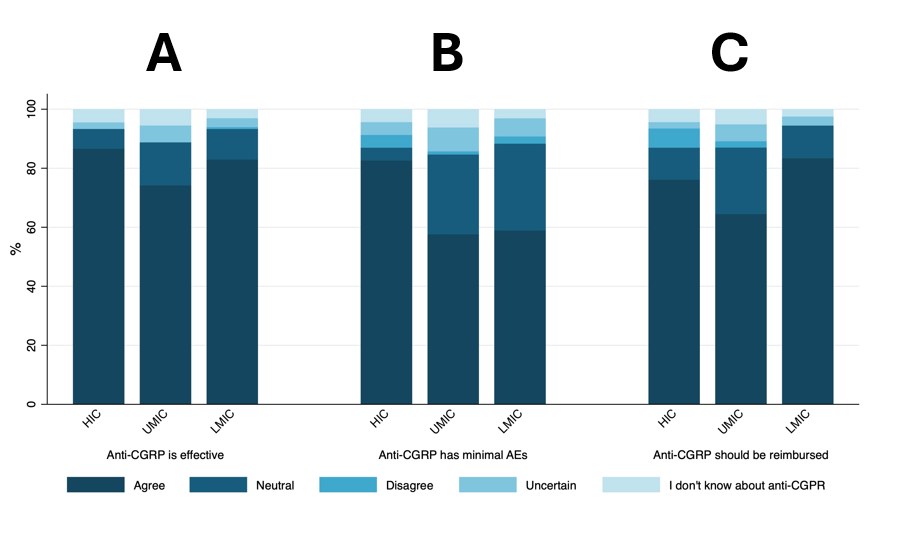 A B C
100
80
60
40
20
0
%
HIC UMIC LMIC HIC UMIC LMIC HIC UMIC LMIC
Anti-CGRP is effective Anti-CGRP has minimal AEs Anti-CGRP should be reimbursed
Agree Neutral Disagree Uncertain I don't know about anti-CGPR